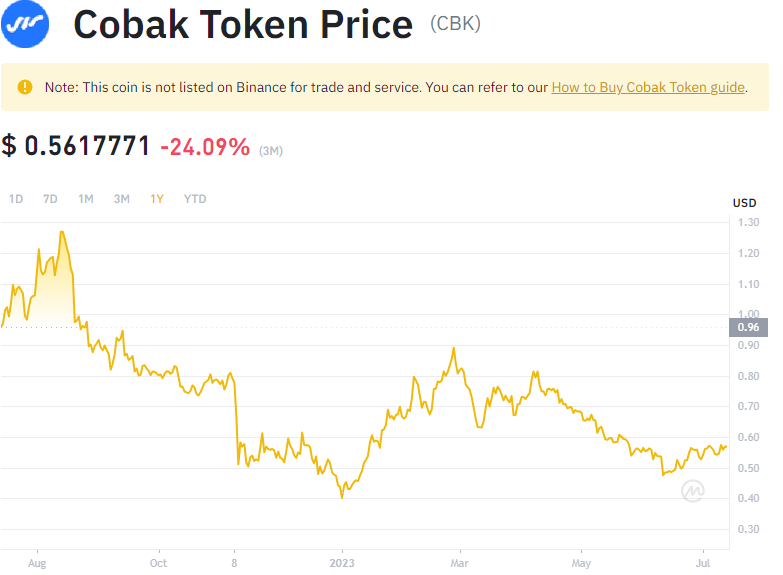 Cobak Token Price (CBK)
Note: This coin is not listed on Binance for trade and service. You can refer to our How to Buy Cobak Token guide.
$ 0.5617771 -24.09% (3M)
1D 7D 1M 3M 1Y YTD
USD
1.30
1.20
1.10
1.00
0.96
0.90
0.80
0.70
0.60
0.50
0.40
0.30
Aug Oct 8 2023 Mar May Jul